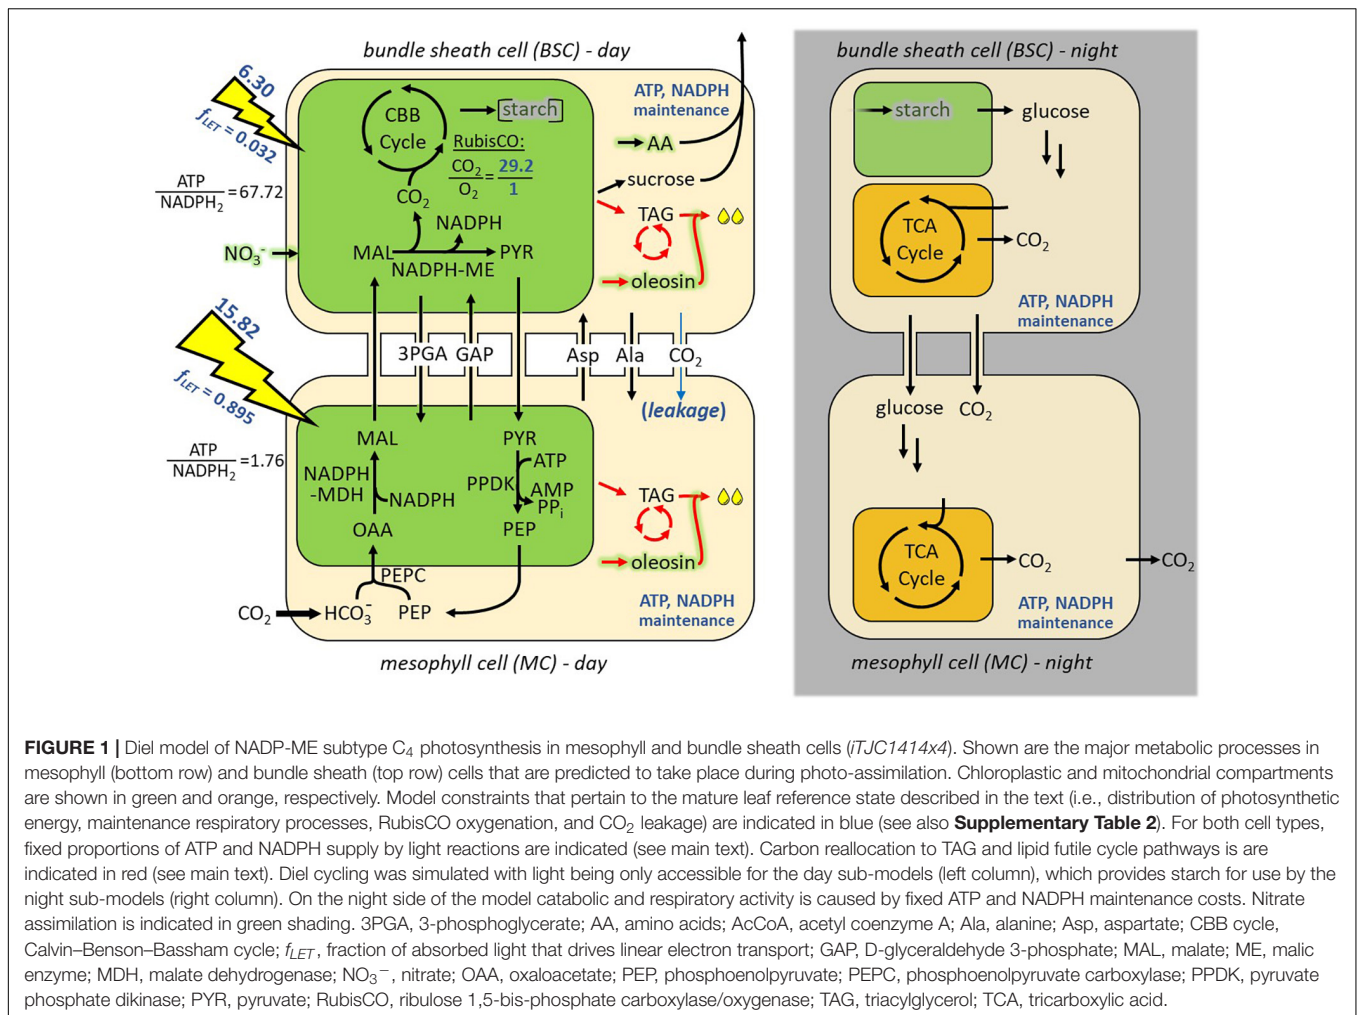 bundle sheath cell (BSC) - day
6.30
f_LET = 0.032
ATP
NADPH₂
=67.72
NO₃⁻
CBB
Cycle
[starch]
RubisCO:
CO₂
O₂
=
29.2
1
CO₂
NADPH
MAL
PYR
NADPH-ME
ATP, NADPH
maintenance
AA
sucrose
TAG
oleosin
3PGA
GAP
Asp
Ala
CO₂
(leakage)
15.82
f_LET = 0.895
ATP
NADPH₂
=1.76
MAL
NADPH
-MDH
NADPH
OAA
PEPC
CO₂
HCO₃⁻
PEP
PYR
ATP
PPDK
AMP
PPᵢ
PEP
TAG
oleosin
ATP, NADPH
maintenance
mesophyll cell (MC) - day
bundle sheath cell (BSC) - night
starch
glucose
TCA
Cycle
CO₂
ATP, NADPH
maintenance
glucose
CO₂
TCA
Cycle
CO₂
CO₂
ATP, NADPH
maintenance
mesophyll cell (MC) - night
FIGURE 1 | Diel model of NADP-ME subtype C₄ photosynthesis in mesophyll and bundle sheath cells (iTJC1414x4). Shown are the major metabolic processes in
mesophyll (bottom row) and bundle sheath (top row) cells that are predicted to take place during photo-assimilation. Chloroplastic and mitochondrial compartments
are shown in green and orange, respectively. Model constraints that pertain to the mature leaf reference state described in the text (i.e., distribution of photosynthetic
energy, maintenance respiratory processes, RubisCO oxygenation, and CO₂ leakage) are indicated in blue (see also Supplementary Table 2). For both cell types,
fixed proportions of ATP and NADPH supply by light reactions are indicated (see main text). Carbon reallocation to TAG and lipid futile cycle pathways is are
indicated in red (see main text). Diel cycling was simulated with light being only accessible for the day sub-models (left column), which provides starch for use by the
night sub-models (right column). On the night side of the model catabolic and respiratory activity is caused by fixed ATP and NADPH maintenance costs. Nitrate
assimilation is indicated in green shading. 3PGA, 3-phosphoglycerate; AA, amino acids; AcCoA, acetyl coenzyme A; Ala, alanine; Asp, aspartate; CBB cycle,
Calvin–Benson–Bassham cycle; f_LET, fraction of absorbed light that drives linear electron transport; GAP, D-glyceraldehyde 3-phosphate; MAL, malate; ME, malic
enzyme; MDH, malate dehydrogenase; NO₃⁻, nitrate; OAA, oxaloacetate; PEP, phosphoenolpyruvate; PEPC, phosphoenolpyruvate carboxylase; PPDK, pyruvate
phosphate dikinase; PYR, pyruvate; RubisCO, ribulose 1,5-bis-phosphate carboxylase/oxygenase; TAG, triacylglycerol; TCA, tricarboxylic acid.